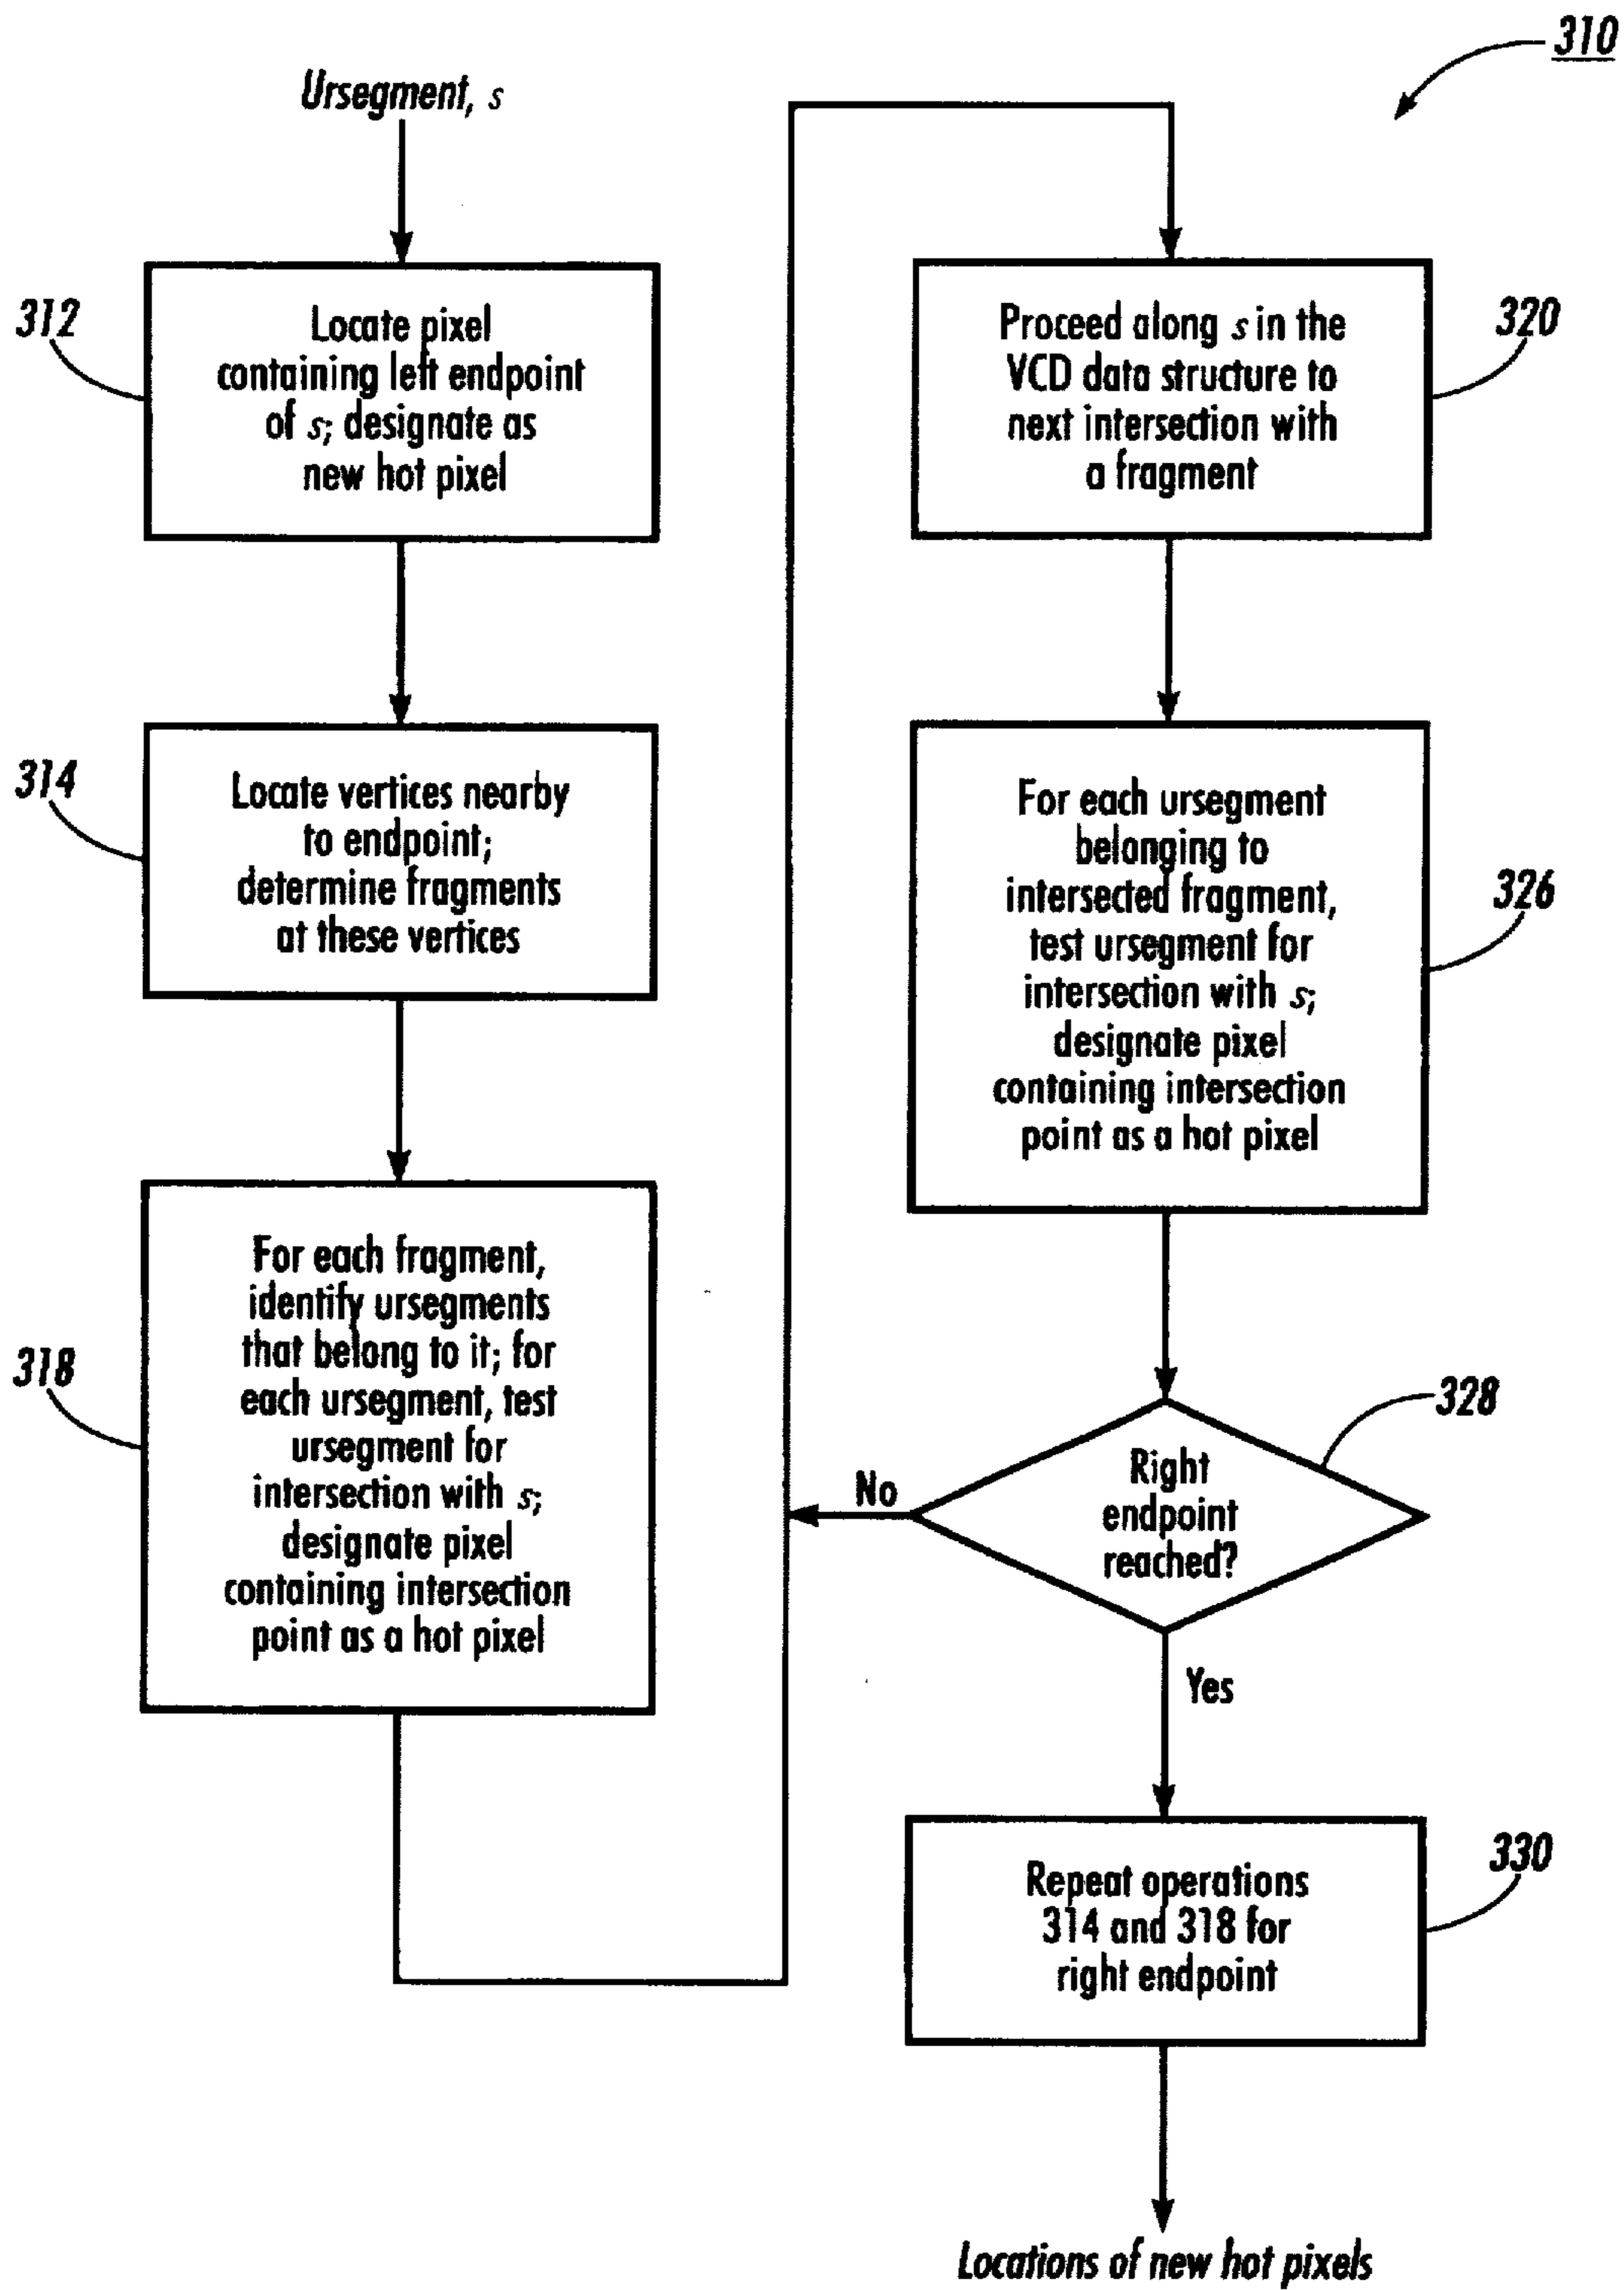 310
Ursegment, s
312
Locate pixel
containing left endpoint
of s; designate as
new hot pixel
314
Locate vertices nearby
to endpoint;
determine fragments
at these vertices
318
For each fragment,
identify ursegments
that belong to it; for
each ursegment, test
ursegment for
intersection with s;
designate pixel
containing intersection
point as a hot pixel
320
Proceed along s in the
VCD data structure to
next intersection with
a fragment
326
For each ursegment
belonging to
intersected fragment,
test ursegment for
intersection with s;
designate pixel
containing intersection
point as a hot pixel
328
Right
endpoint
reached?
No
Yes
330
Repeat operations
314 and 318 for
right endpoint
Locations of new hot pixels